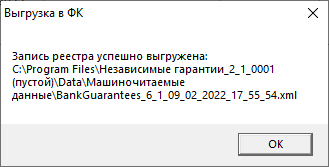 Выгрузка в ФК
Запись реестра успешно выгружена:
C:\Program Files\Независимые гарантии_2_1_0001
(пустой)\Data\Машиночитаемые
данные\BankGuarantees_6_1_09_02_2022_17_55_54.xml
OK